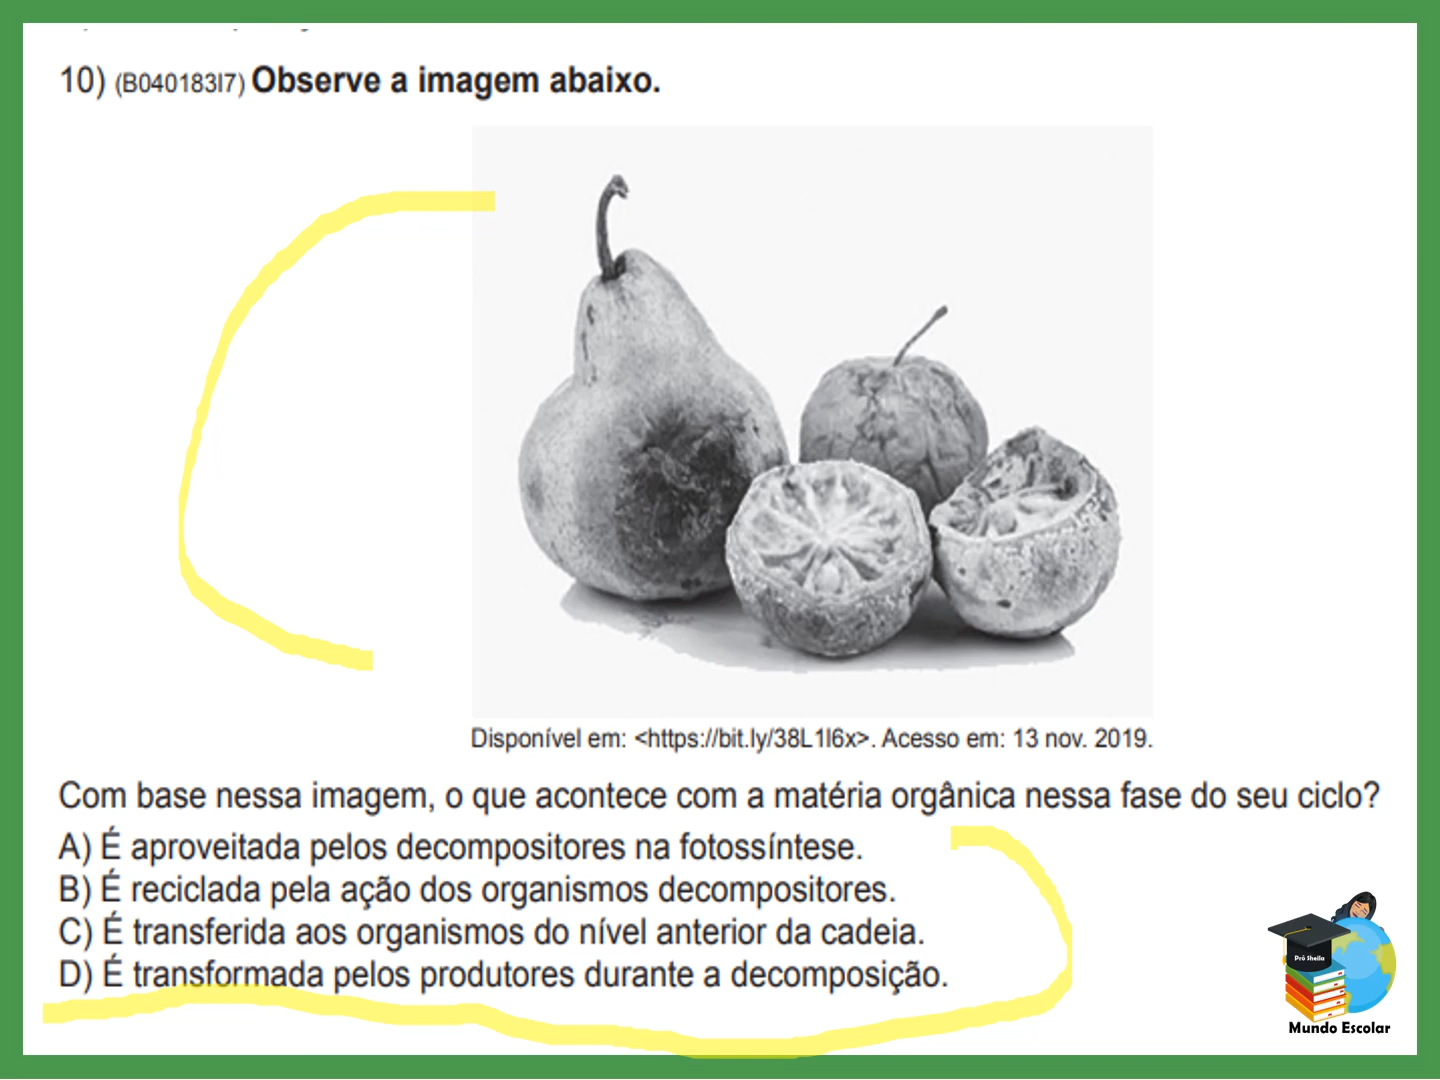 10) (B040183I7) Observe a imagem abaixo.
Disponível em: <https://bit.ly/38L1I6x>. Acesso em: 13 nov. 2019.
Com base nessa imagem, o que acontece com a matéria orgânica nessa fase do seu ciclo?
A) É aproveitada pelos decompositores na fotossíntese.
B) É reciclada pela ação dos organismos decompositores.
C) É transferida aos organismos do nível anterior da cadeia.
D) É transformada pelos produtores durante a decomposição.
Pró Sheila
Mundo Escolar